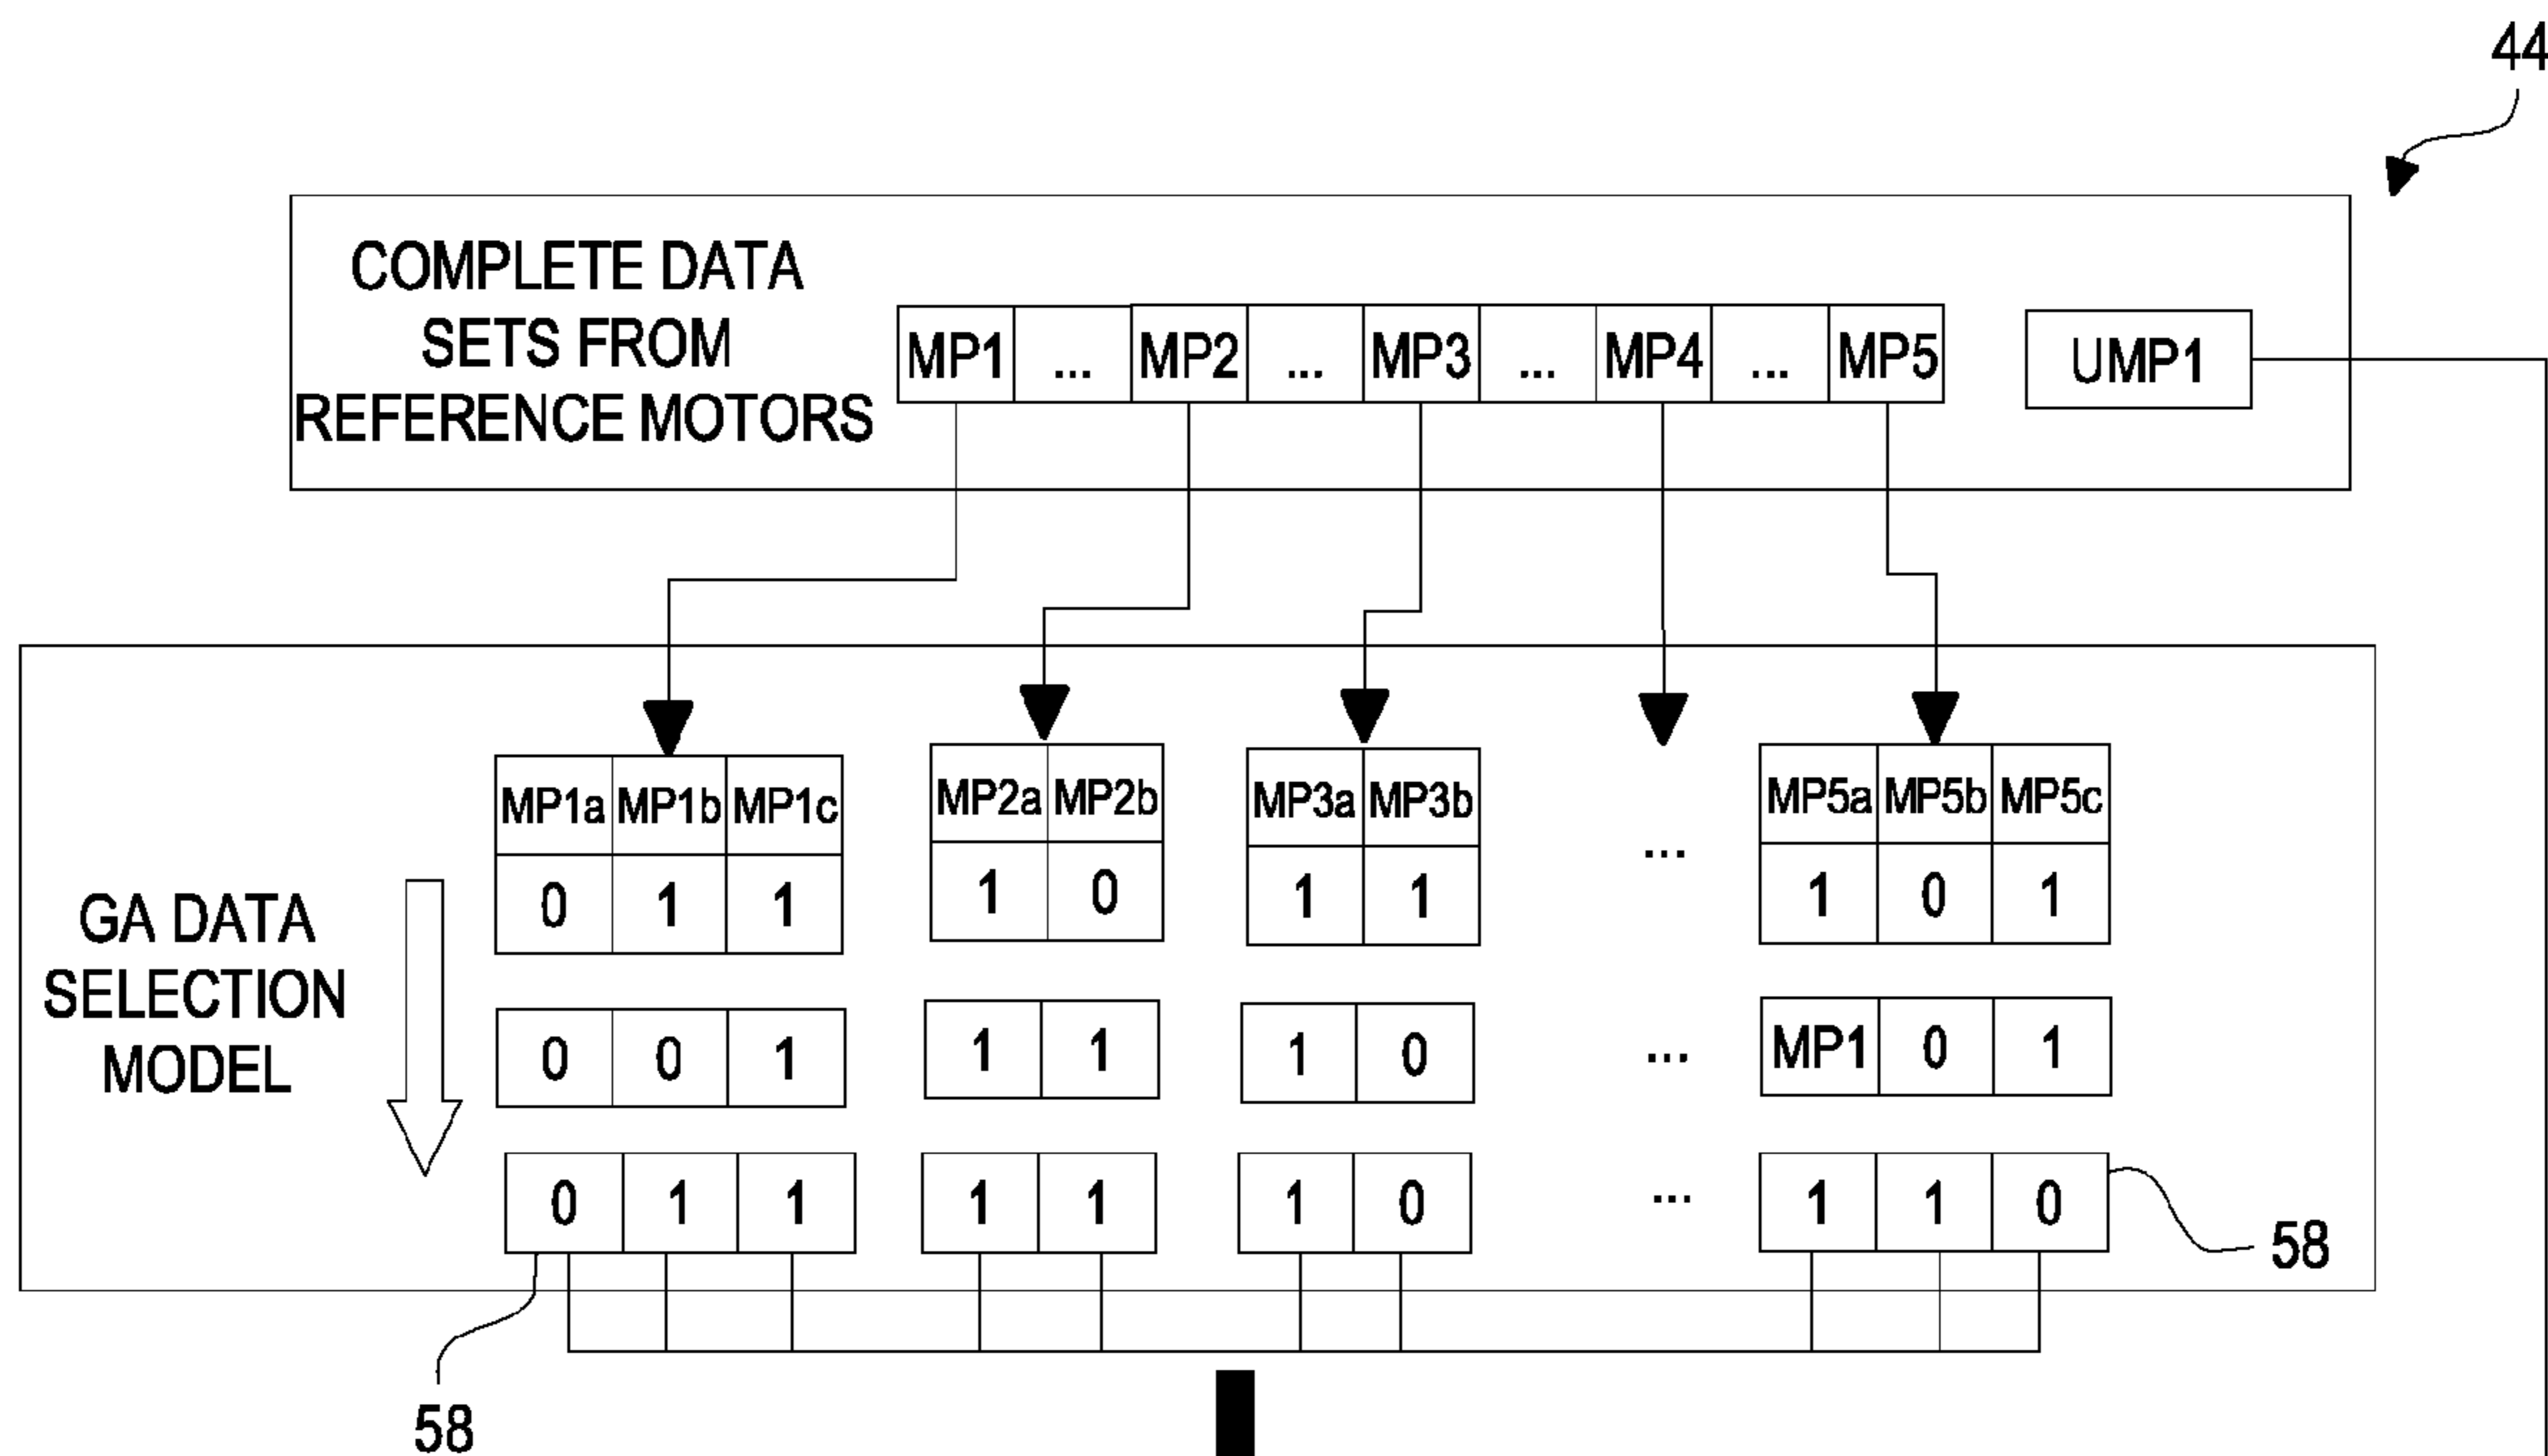 44
COMPLETE DATA
SETS FROM
REFERENCE MOTORS
MP1 ... MP2 ... MP3 ... MP4 ... MP5 UMP1
MP1a MP1b MP1c MP2a MP2b MP3a MP3b ... MP5a MP5b MP5c
0 1 1 1 0 1 1 1 0 1
GA DATA
SELECTION
MODEL
0 0 1 1 1 1 0 ... MP1 0 1
0 1 1 1 1 1 0 ... 1 1 0
58
58